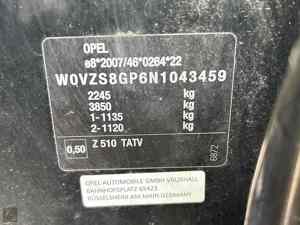 OPEL
e8*2007/46*0264*22
W0VZS8GP6N1043459
2245 kg
3850 kg
1-1135 kg
2-1120 kg
0,50 Z 510 TATV
6872
OPEL AUTOMOBILE GMBH VAUXHALL
BAHNHOFSPLATZ 65423
RÜSSELSHEIM AM MAIN GERMANY